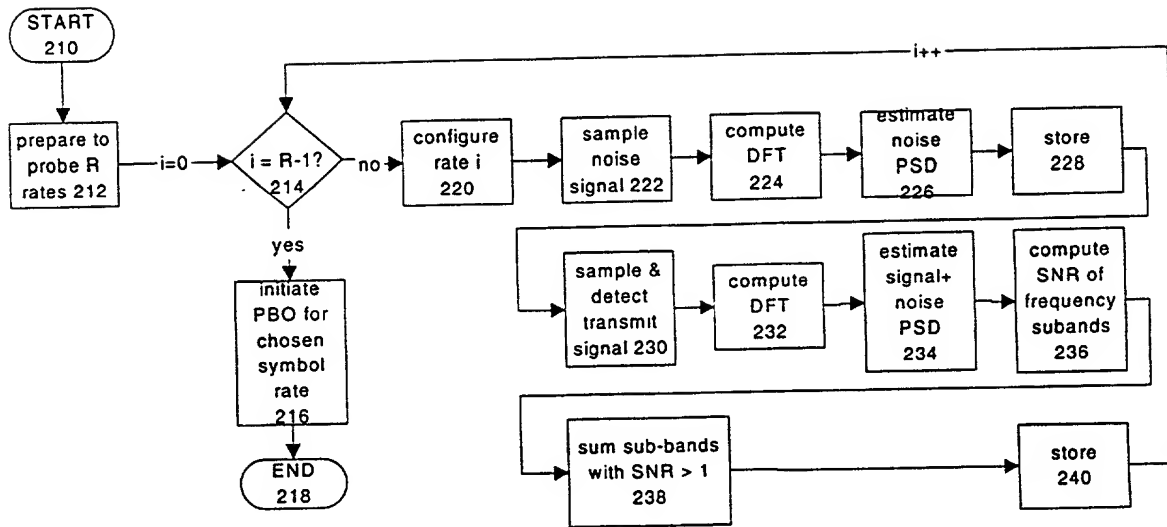 START
210
i++
prepare to
probe R
rates 212
i=0
i = R-1?
214
no
configure
rate i
220
sample
noise
signal 222
compute
DFT
224
estimate
noise
PSD
226
store
228
yes
initiate
PBO for
chosen
symbol
rate
216
END
218
sample &
detect
transmit
signal 230
compute
DFT
232
estimate
signal+
noise
PSD
234
compute
SNR of
frequency
subands
236
sum sub-bands
with SNR > 1
238
store
240